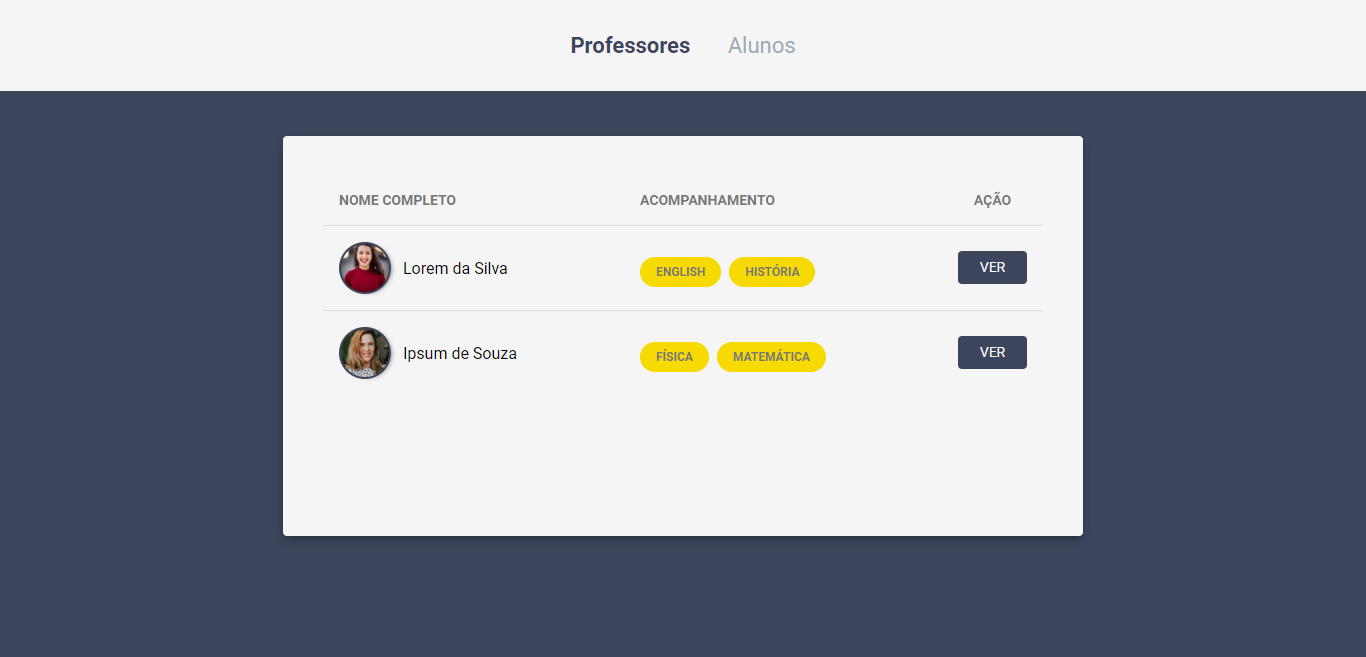 Professores Alunos
NOME COMPLETO ACOMPANHAMENTO AÇÃO
Lorem da Silva ENGLISH HISTÓRIA VER
Ipsum de Souza FÍSICA MATEMÁTICA VER